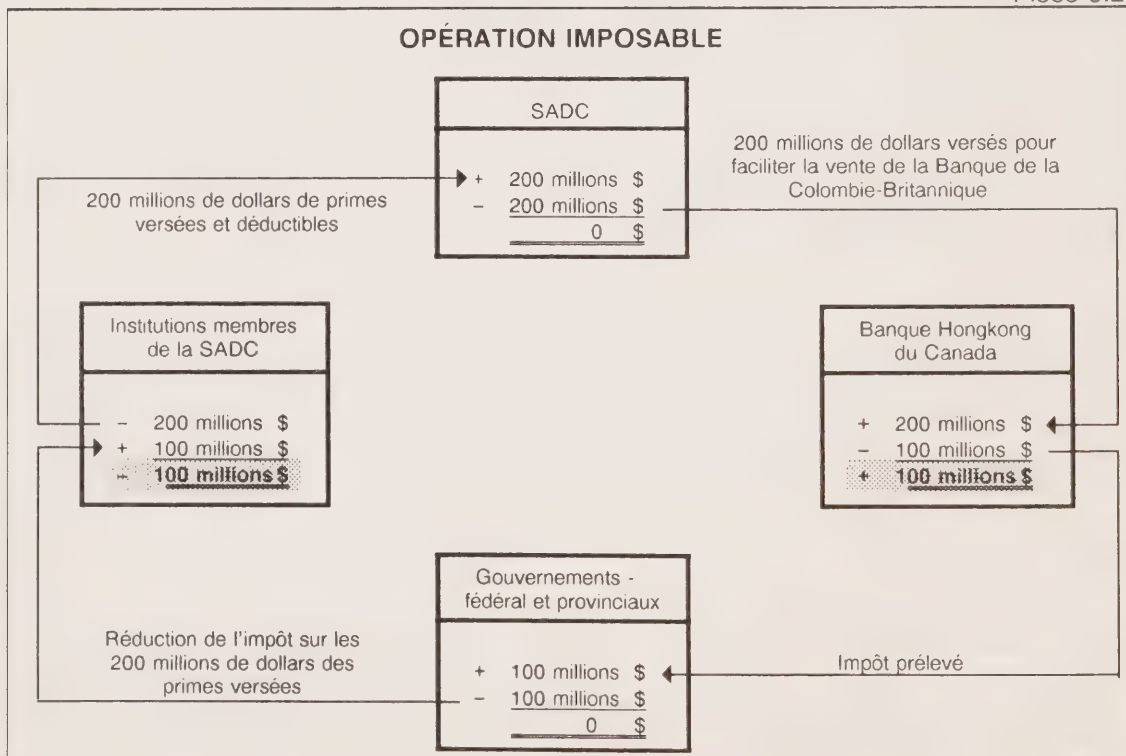 OPÉRATION IMPOSABLE
SADC
+ 200 millions $
– 200 millions $
0 $
200 millions de dollars versés pour
faciliter la vente de la Banque de la
Colombie-Britannique
200 millions de dollars de primes
versées et déductibles
Institutions membres
de la SADC
– 200 millions $
+ 100 millions $
– 100 millions $
Banque Hongkong
du Canada
+ 200 millions $
– 100 millions $
+ 100 millions $
Gouvernements -
fédéral et provinciaux
+ 100 millions $
– 100 millions $
0 $
Réduction de l'impôt sur les
200 millions de dollars des
primes versées
Impôt prélevé